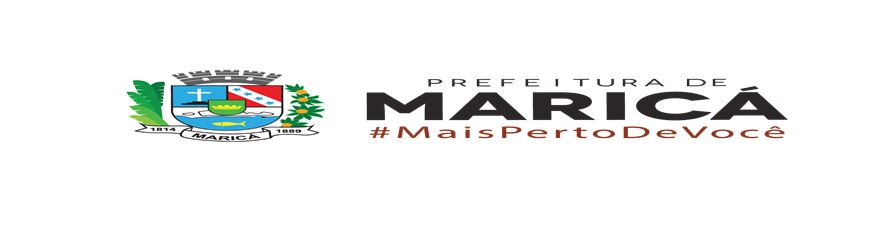 PREFEITURA DE
MARICÁ
#MaisPertoDeVocê
1814 MARICÁ 1889